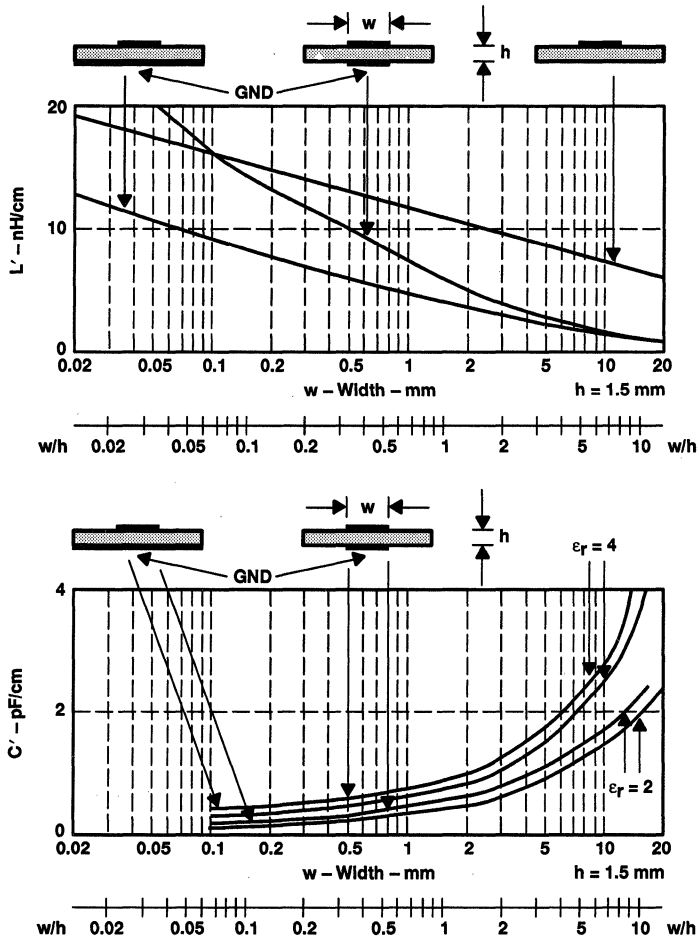 w
h
GND
20
10
0
L' – nH/cm
0.02 0.05 0.1 0.2 0.5 1 2 5 10 20
w – Width – mm h = 1.5 mm
w/h 0.02 0.05 0.1 0.2 0.5 1 2 3 5 10 w/h
w
h
GND
εr = 4
4
2
0
C' – pF/cm
εr = 2
0.02 0.05 0.1 0.2 0.5 1 2 5 10 20
w – Width – mm h = 1.5 mm
w/h 0.02 0.05 0.1 0.2 0.5 1 2 3 5 10 w/h